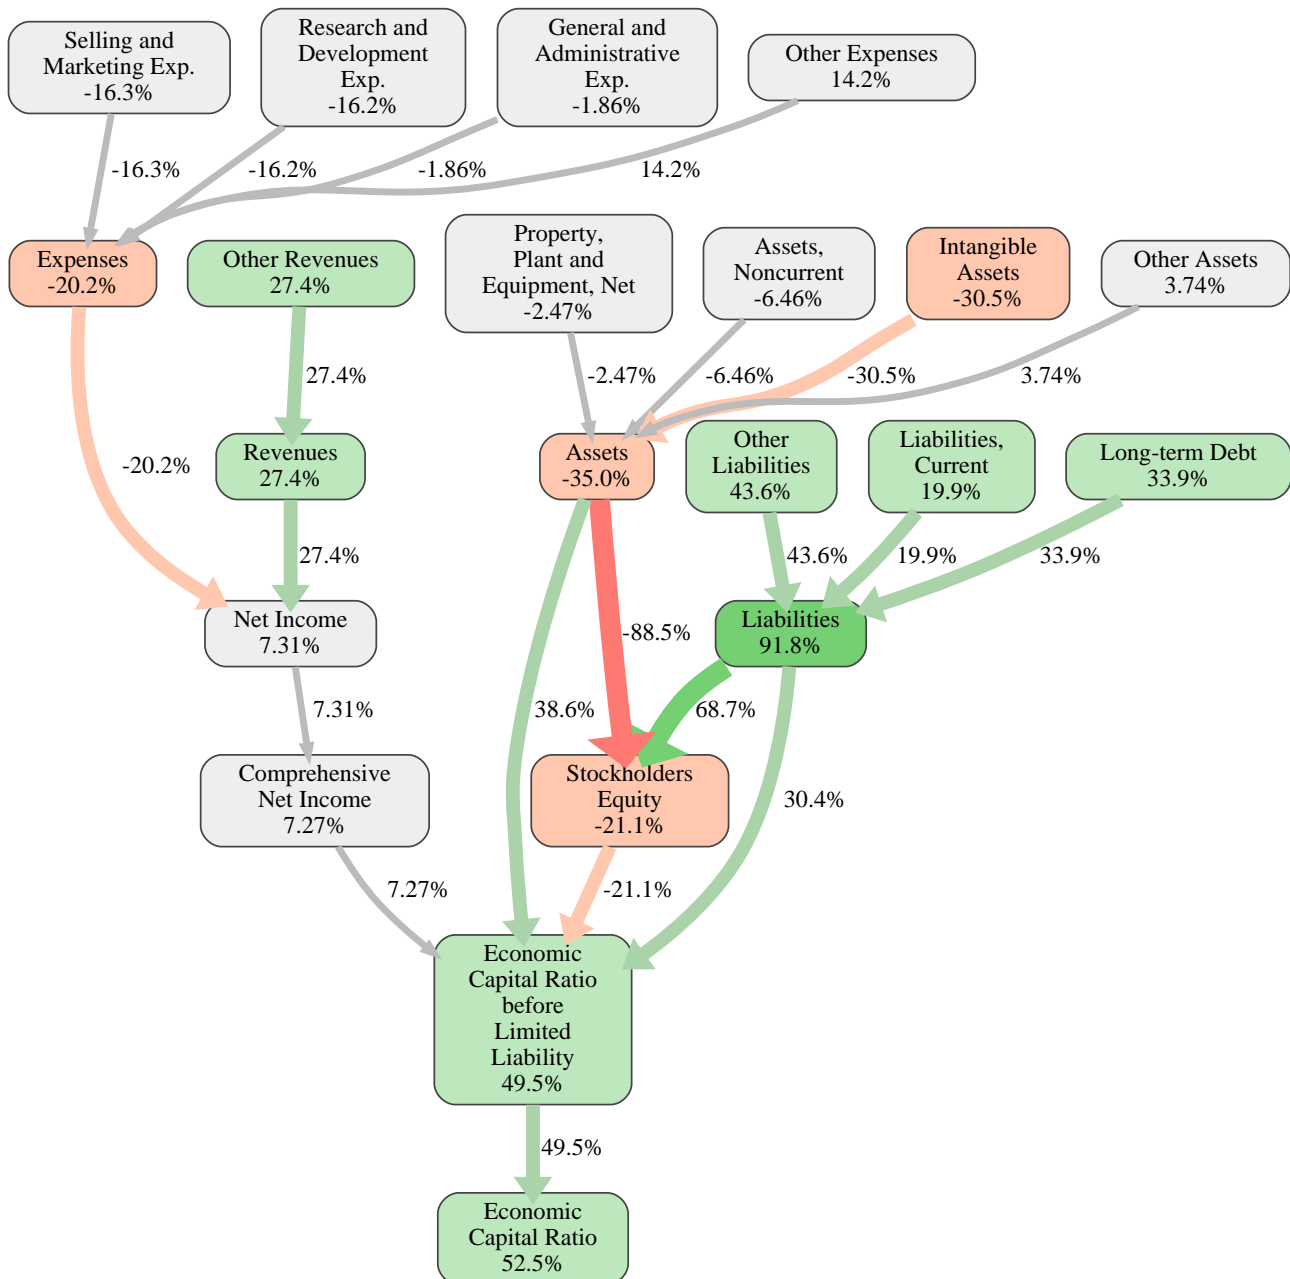 Selling and
Marketing Exp.
-16.3%
Research and
Development
Exp.
-16.2%
General and
Administrative
Exp.
-1.86%
Other Expenses
14.2%
-16.3%
-16.2%
-1.86%
14.2%
Expenses
-20.2%
Other Revenues
27.4%
Property,
Plant and
Equipment, Net
-2.47%
Assets,
Noncurrent
-6.46%
Intangible
Assets
-30.5%
Other Assets
3.74%
27.4%
-2.47%
-6.46%
-30.5%
3.74%
-20.2%
Revenues
27.4%
Assets
-35.0%
Other
Liabilities
43.6%
Liabilities,
Current
19.9%
Long-term Debt
33.9%
27.4%
43.6%
19.9%
33.9%
Net Income
7.31%
-88.5%
Liabilities
91.8%
7.31%
38.6%
68.7%
Comprehensive
Net Income
7.27%
Stockholders
Equity
-21.1%
30.4%
7.27%
-21.1%
Economic
Capital Ratio
before
Limited
Liability
49.5%
49.5%
Economic
Capital Ratio
52.5%